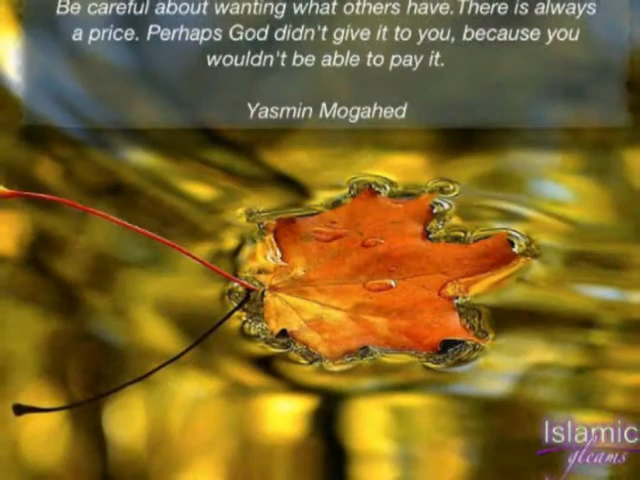 Be careful about wanting what others have.There is always
a price. Perhaps God didn't give it to you, because you
wouldn't be able to pay it.
Yasmin Mogahed
Islamic
gleams